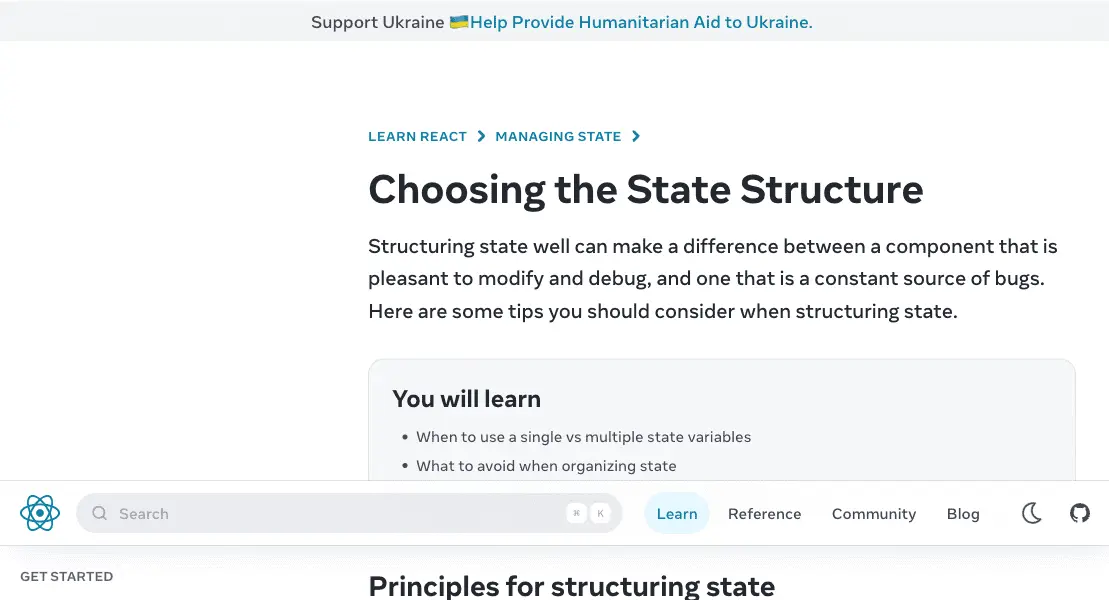 Support Ukraine 🇺🇦Help Provide Humanitarian Aid to Ukraine.
LEARN REACT
MANAGING STATE
Choosing the State Structure
Structuring state well can make a difference between a component that is
pleasant to modify and debug, and one that is a constant source of bugs.
Here are some tips you should consider when structuring state.
You will learn
• When to use a single vs multiple state variables
• What to avoid when organizing state
Search ⌘ K Learn Reference Community Blog
GET STARTED
Principles for structuring state